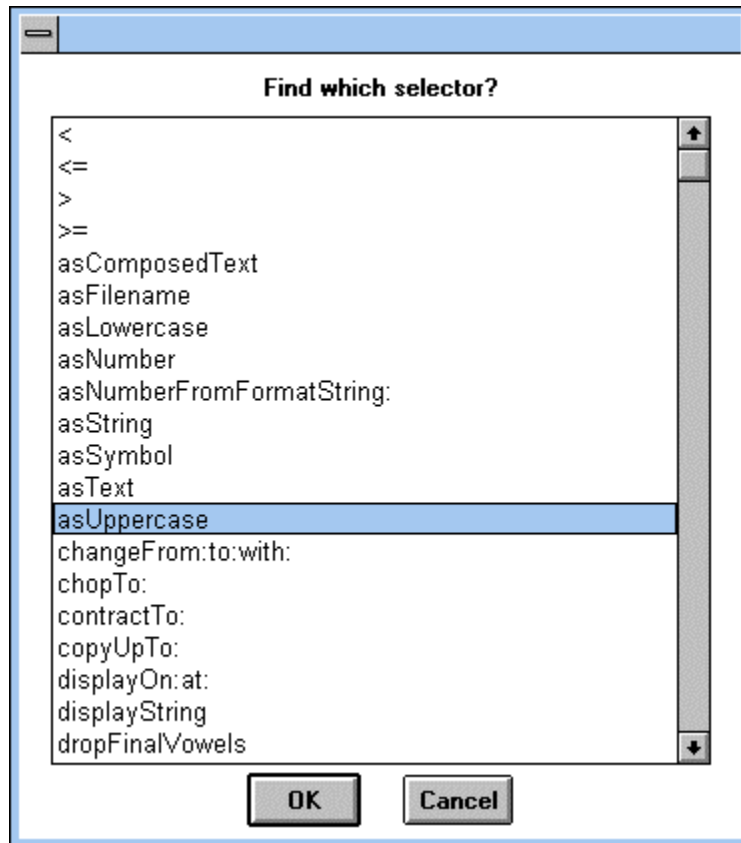 Find which selector?
<
<=
>
>=
asComposedText
asFilename
asLowercase
asNumber
asNumberFromFormatString:
asString
asSymbol
asText
asUppercase
changeFrom:to:with:
chopTo:
contractTo:
copyUpTo:
displayOn:at:
displayString
dropFinalVowels
OK Cancel